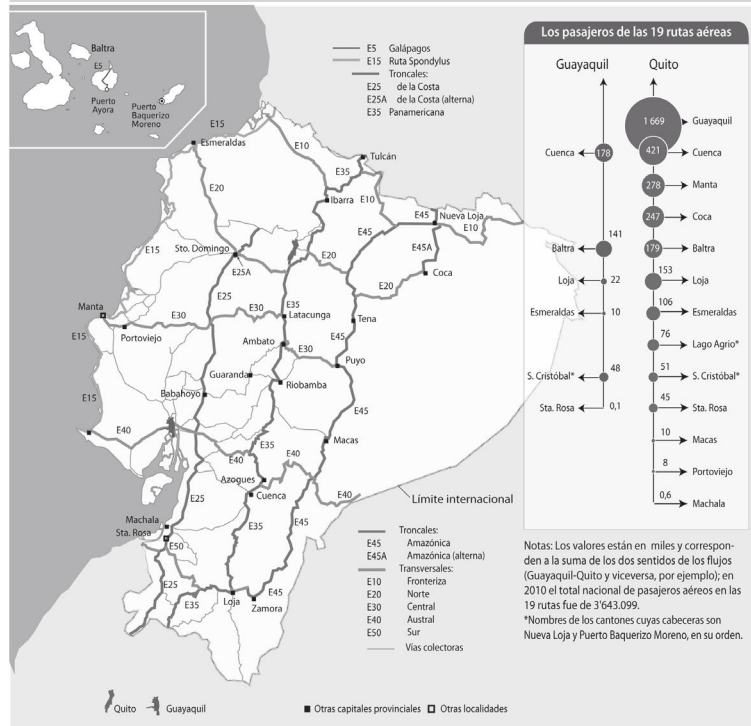 Baltra
E5
Puerto
Ayora
Puerto
Baquerizo
Moreno
E5 Galápagos
E15 Ruta Spondylus
Troncales:
E25 de la Costa
E25A de la Costa (alterna)
E35 Panamericana
E15
Esmeraldas
E10
Tulcán
E35
E20
Ibarra
E10
E45
Nueva Loja
E10
E15
Sto. Domingo
E45
E45A
E25A
E20
Coca
E25
E20
Manta
E30
E30
E35
Latacunga
Tena
E15
Portoviejo
Ambato
E45
E30
Puyo
Guaranda
Riobamba
Babahoyo
E15
E45
E40
E35
Macas
E40
E40
Azogues
Cuenca
E40
E25
Límite internacional
Machala
E35
E45
Sta. Rosa
E50
E25
E35
Loja
E45
Zamora
Troncales:
E45 Amazónica
E45A Amazónica (alterna)
Transversales:
E10 Fronteriza
E20 Norte
E30 Central
E40 Austral
E50 Sur
Vías colectoras
Quito
Guayaquil
Otras capitales provinciales
Otras localidades
Los pasajeros de las 19 rutas aéreas
Guayaquil
Cuenca 178
Baltra 141
Loja 22
Esmeraldas 10
S. Cristóbal* 48
Sta. Rosa 0,1
Quito
1 669 Guayaquil
421 Cuenca
278 Manta
247 Coca
179 Baltra
153 Loja
106 Esmeraldas
76 Lago Agrio*
51 S. Cristóbal*
45 Sta. Rosa
10 Macas
8 Portoviejo
0,6 Machala
Notas: Los valores están en miles y correspon-
den a la suma de los dos sentidos de los flujos
(Guayaquil-Quito y viceversa, por ejemplo); en
2010 el total nacional de pasajeros aéreos en las
19 rutas fue de 3'643.099.
*Nombres de los cantones cuyas cabeceras son
Nueva Loja y Puerto Baquerizo Moreno, en su orden.